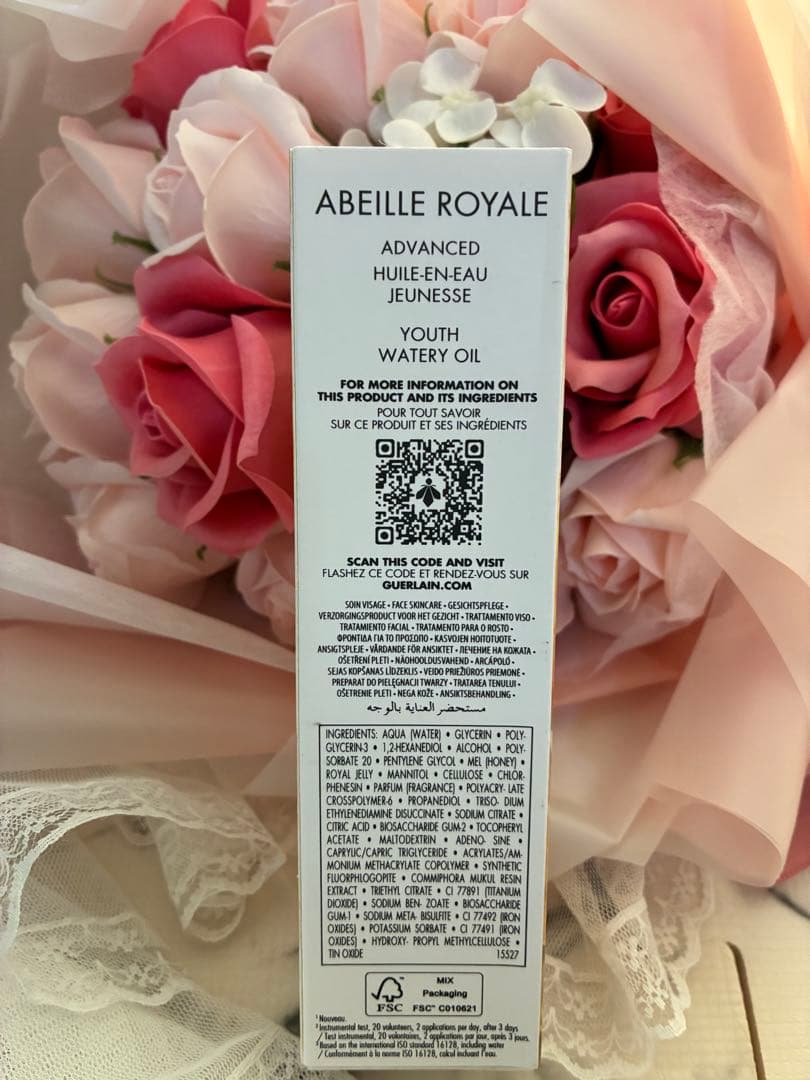 ABEILLE ROYALE
ADVANCED
HUILE-EN-EAU
JEUNESSE
YOUTH
WATERY OIL
FOR MORE INFORMATION ON
THIS PRODUCT AND ITS INGREDIENTS
POUR TOUT SAVOIR
SUR CE PRODUIT ET SES INGRÉDIENTS
SCAN THIS CODE AND VISIT
FLASHEZ CE CODE ET RENDEZ-VOUS SUR
GUERLAIN.COM
SOIN VISAGE • FACE SKINCARE • GESICHTSPFLEGE •
VERZORGINGSPRODUCT VOOR HET GEZICHT • TRATTAMENTO VISO •
TRATAMIENTO FACIAL • TRATAMENTO PARA O ROSTO •
ΦΡΟΝΤΙΔΑ ΓΙΑ ΤΟ ΠΡΟΣΩΠΟ • KASVOJEN HOITOTUOTE •
ANSIGTSPLEJE • VÅRDANDE FÖR ANSIKTET • ЛЕЧЕНИЕ НА КОЖАТА •
OŠETŘENÍ PLETI • NÄOHOOLDUSVAHEND • ARCÁPOLÓ •
SEJAS KOPŠANAS LĪDZEKLIS • VEIDO PRIEŽIŪROS PRIEMONĖ •
PREPARAT DO PIELĘGNACJI TWARZY • TRATAREA TENULUI •
OŠETRENIE PLETI • NEGA KOŽE • ANSIKTSBEHANDLING •
مستحضر العناية بالوجه
INGREDIENTS: AQUA (WATER) • GLYCERIN • POLY-
GLYCERIN-3 • 1,2-HEXANEDIOL • ALCOHOL • POLY-
SORBATE 20 • PENTYLENE GLYCOL • MEL (HONEY) •
ROYAL JELLY • MANNITOL • CELLULOSE • CHLOR-
PHENESIN • PARFUM (FRAGRANCE) • POLYACRY- LATE
CROSSPOLYMER-6 • PROPANEDIOL • TRISO- DIUM
ETHYLENEDIAMINE DISUCCINATE • SODIUM CITRATE •
CITRIC ACID • BIOSACCHARIDE GUM-2 • TOCOPHERYL
ACETATE • MALTODEXTRIN • ADENO- SINE •
CAPRYLIC/CAPRIC TRIGLYCERIDE • ACRYLATES/AM-
MONIUM METHACRYLATE COPOLYMER • SYNTHETIC
FLUORPHLOGOPITE • COMMIPHORA MUKUL RESIN
EXTRACT • TRIETHYL CITRATE • CI 77891 (TITANIUM
DIOXIDE) • SODIUM BEN- ZOATE • BIOSACCHARIDE
GUM-1 • SODIUM META- BISULFITE • CI 77492 (IRON
OXIDES) • POTASSIUM SORBATE • CI 77491 (IRON
OXIDES) • HYDROXY- PROPYL METHYLCELLULOSE •
TIN OXIDE 15527
FSC
MIX
Packaging
FSC™ C010621
¹ Nouveau.
² Instrumental test, 20 volunteers, 2 applications per day, after 3 days
/ Test instrumental, 20 volontaires, 2 applications par jour, après 3 jours.
³ Based on the international ISO standard 16128, including water
/ Conformément à la norme ISO 16128, calcul incluant l'eau.